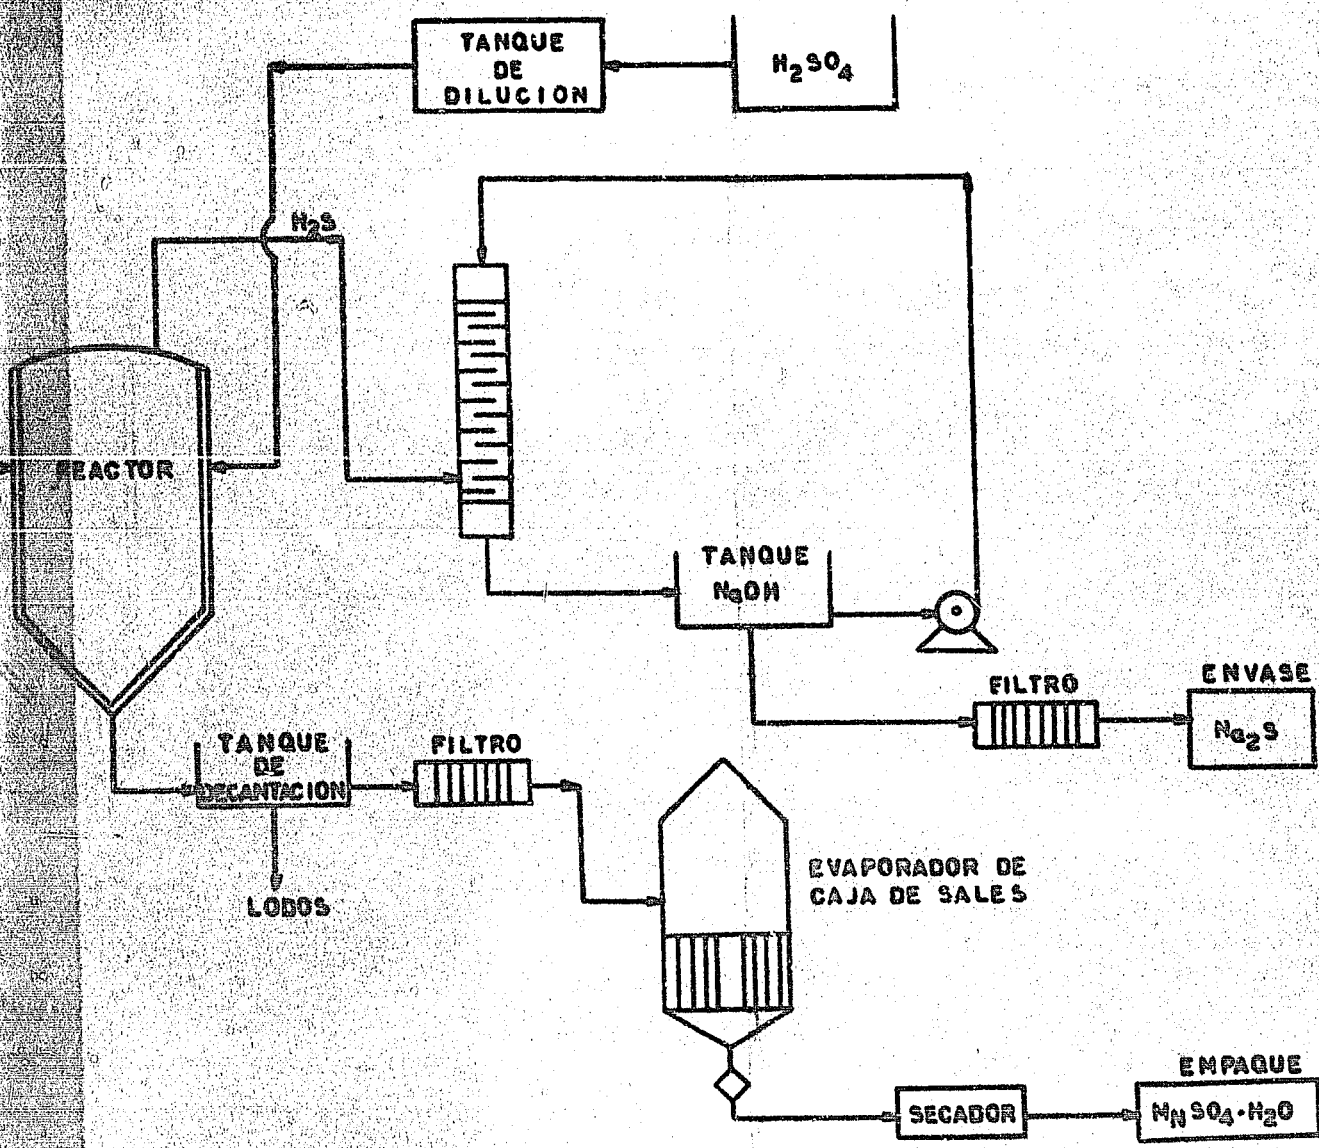 TANQUE
DE
DILUCION
H₂SO₄
H₂S
REACTOR
TANQUE
NaOH
FILTRO
ENVASE
Na₂S
TANQUE
DE
DECANTACION
FILTRO
LODOS
EVAPORADOR DE
CAJA DE SALES
SECADOR
EMPAQUE
MNSO₄·H₂O